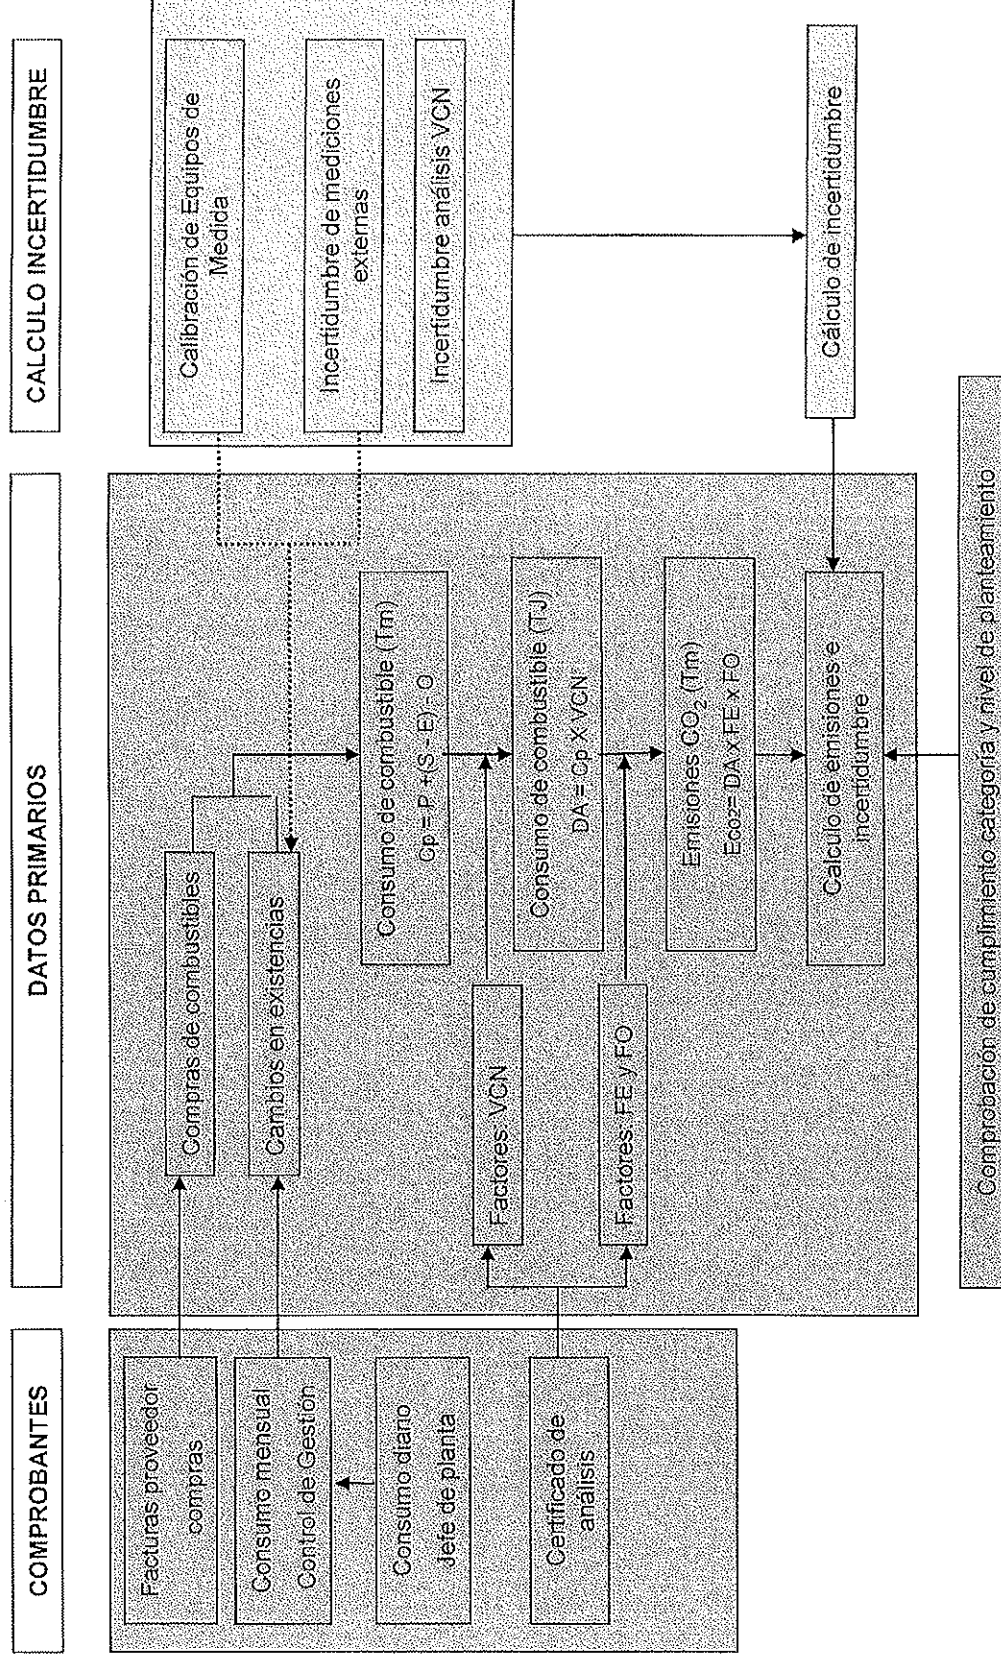 COMPROBANTES
Facturas proveedor
compras
Consumo mensual
Control de Gestión
Consumo diario
Jefe de planta
Certificado de
análisis
DATOS PRIMARIOS
Compras de combustibles
Cambios en existencias
Consumo de combustible (Tm)
Cp = P + (S - E) - O
Factores: VCN
Consumo de combustible (TJ)
DA = Cp X VCN
Factores: FE y FO
Emisiones CO₂ (Tm)
Eco2= DA x FE x FO
Calculo de emisiones e
incertidumbre
CALCULO INCERTIDUMBRE
Calibración de Equipos de
Medida
Incertidumbre de mediciones
externas
Incertidumbre análisis VCN
Cálculo de incertidumbre
Comprobación de cumplimiento categoría y nivel de planteamiento